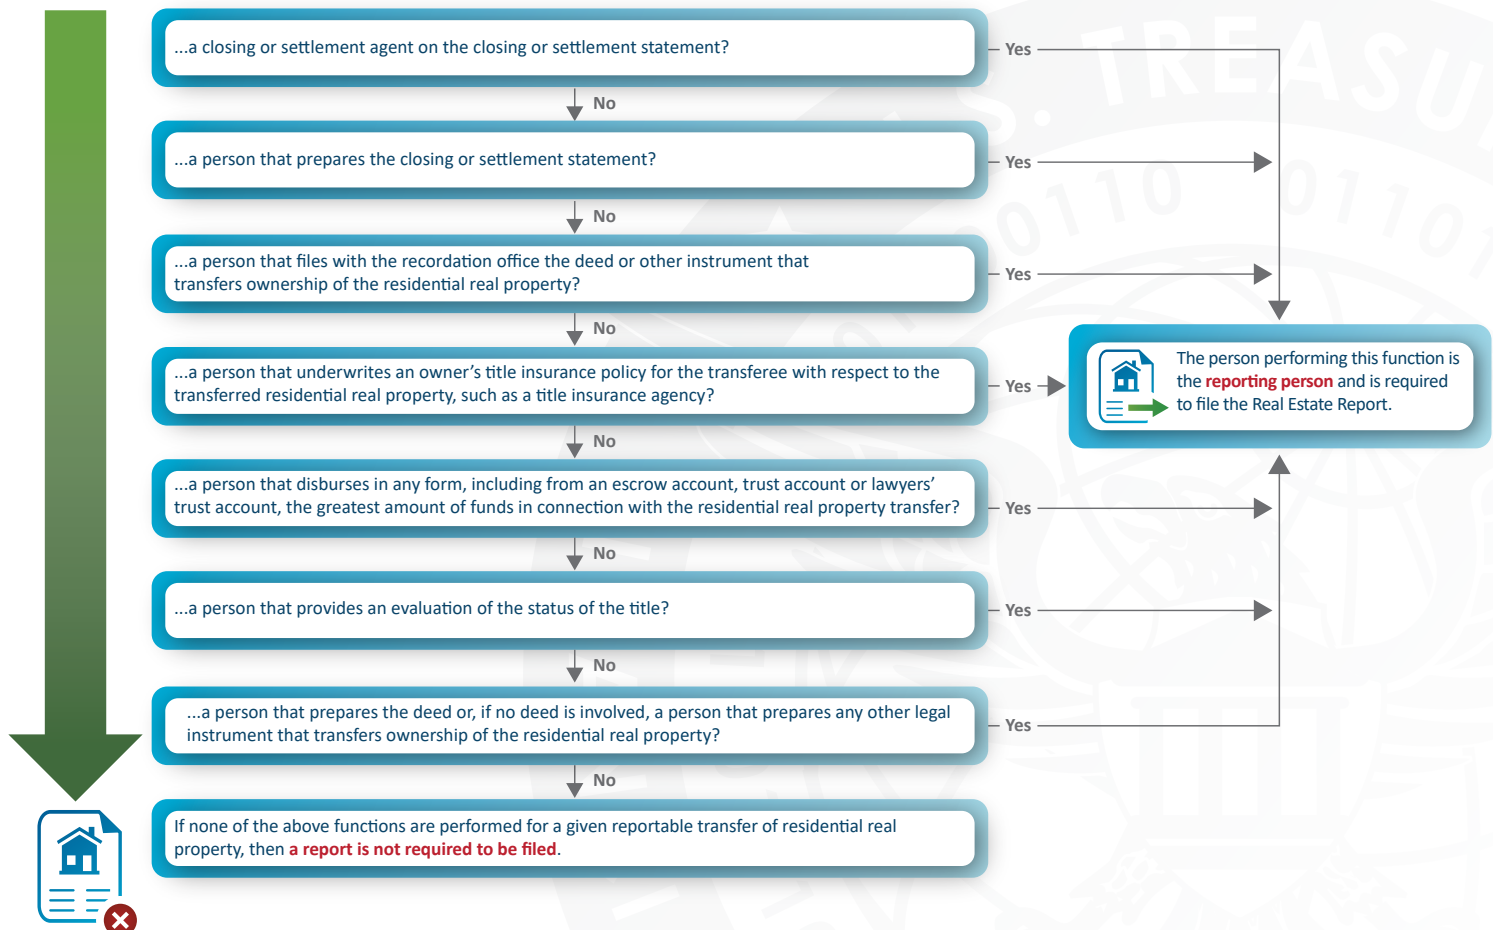 ...a closing or settlement agent on the closing or settlement statement?
Yes
No
...a person that prepares the closing or settlement statement?
Yes
No
...a person that files with the recordation office the deed or other instrument that
transfers ownership of the residential real property?
Yes
No
...a person that underwrites an owner's title insurance policy for the transferee with respect to the
transferred residential real property, such as a title insurance agency?
Yes
The person performing this function is
the reporting person and is required
to file the Real Estate Report.
No
...a person that disburses in any form, including from an escrow account, trust account or lawyers'
trust account, the greatest amount of funds in connection with the residential real property transfer?
Yes
No
...a person that provides an evaluation of the status of the title?
Yes
No
...a person that prepares the deed or, if no deed is involved, a person that prepares any other legal
instrument that transfers ownership of the residential real property?
Yes
No
If none of the above functions are performed for a given reportable transfer of residential real
property, then a report is not required to be filed.